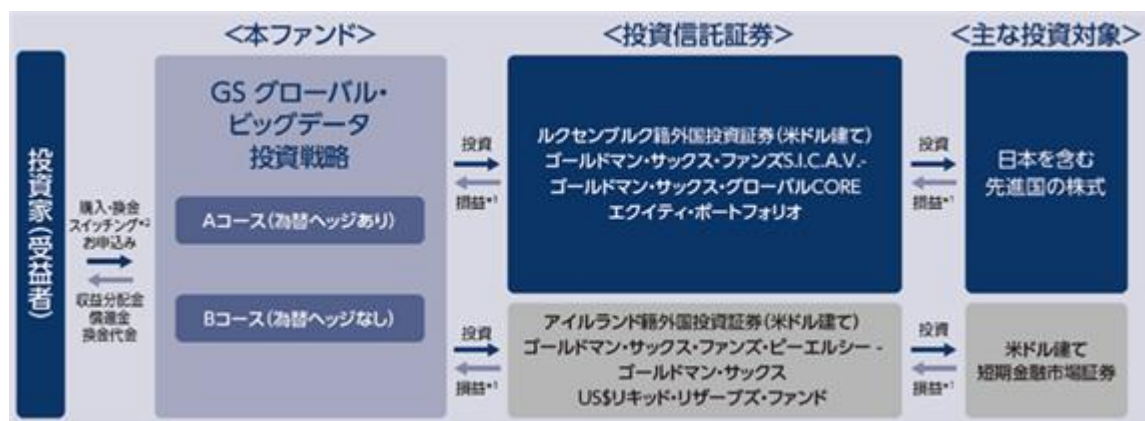 <本ファンド>
<投資信託証券>
<主な投資対象>
投資家(受益者)
購入・換金
スイッチング*2
お申込み
収益分配金
償還金
換金代金
GS グローバル・
ビッグデータ
投資戦略
Aコース(為替ヘッジあり)
Bコース(為替ヘッジなし)
投資
損益*1
ルクセンブルク籍外国投資証券(米ドル建て)
ゴールドマン・サックス・ファンズS.I.C.A.V.-
ゴールドマン・サックス・グローバルCORE
エクイティ・ポートフォリオ
投資
損益*1
日本を含む
先進国の株式
投資
損益*1
アイルランド籍外国投資証券(米ドル建て)
ゴールドマン・サックス・ファンズ・ピーエルシー -
ゴールドマン・サックス
US$リキッド・リザーブズ・ファンド
投資
損益*1
米ドル建て
短期金融市場証券